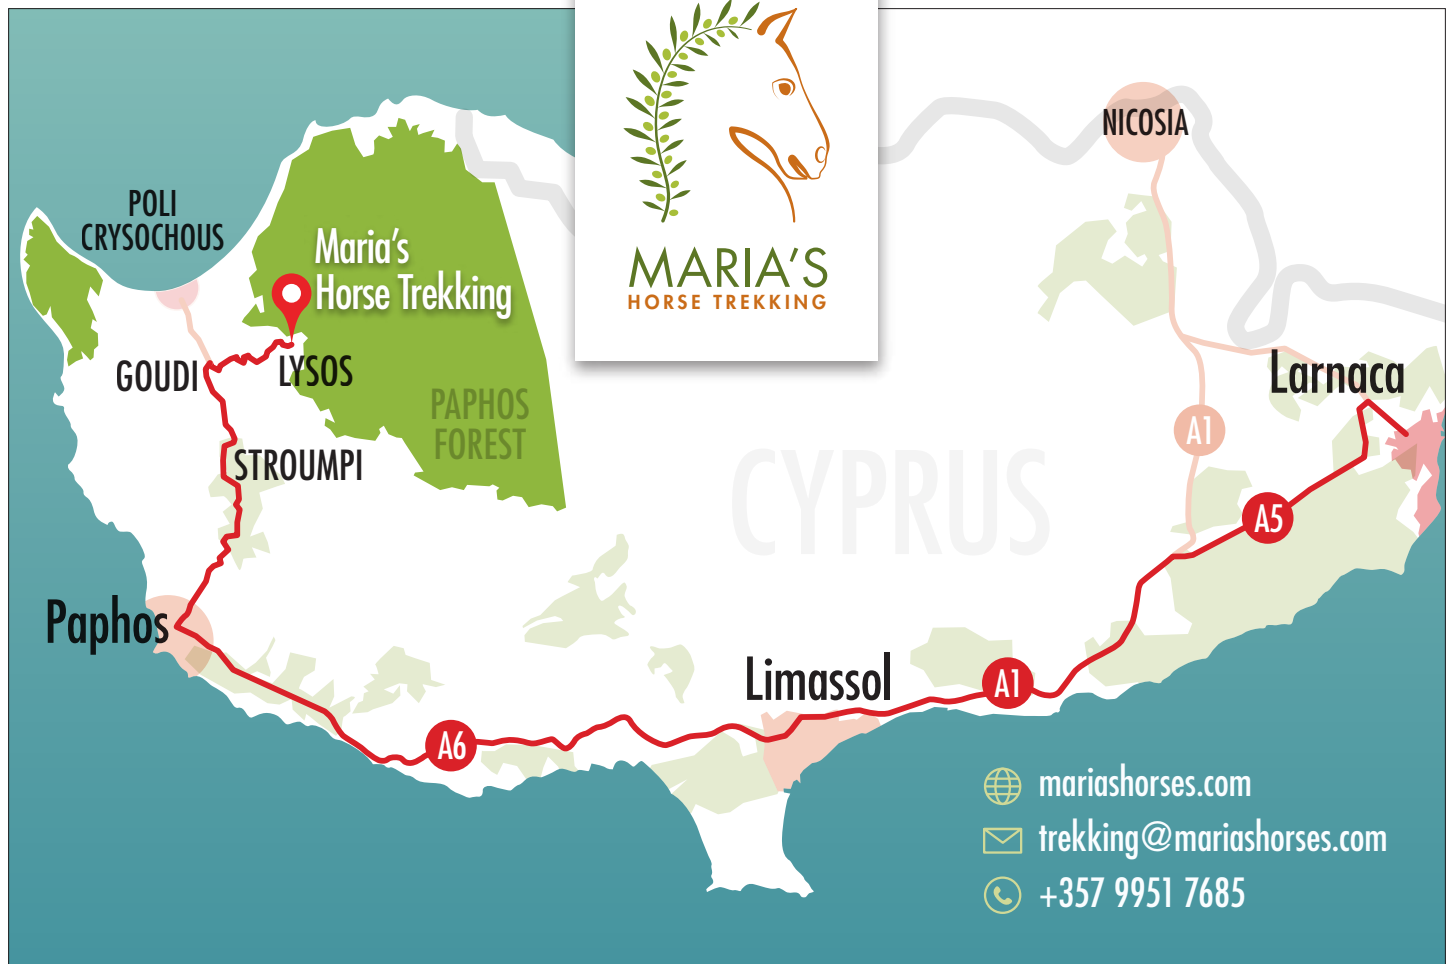 MARIA'S
HORSE TREKKING
NICOSIA
POLI
CRYSOCHOUS
Maria's
Horse Trekking
GOUDI
LYSOS
PAPHOS
FOREST
STROUMPI
CYPRUS
Larnaca
A1
A5
Paphos
Limassol
A1
A6
mariashorses.com
trekking@mariashorses.com
+357 9951 7685